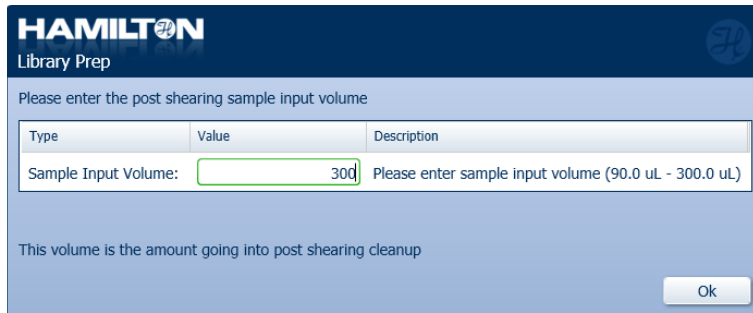 HAMILTON
Library Prep
Please enter the post shearing sample input volume
Type Value Description
Sample Input Volume: 300 Please enter sample input volume (90.0 uL - 300.0 uL)
This volume is the amount going into post shearing cleanup
Ok